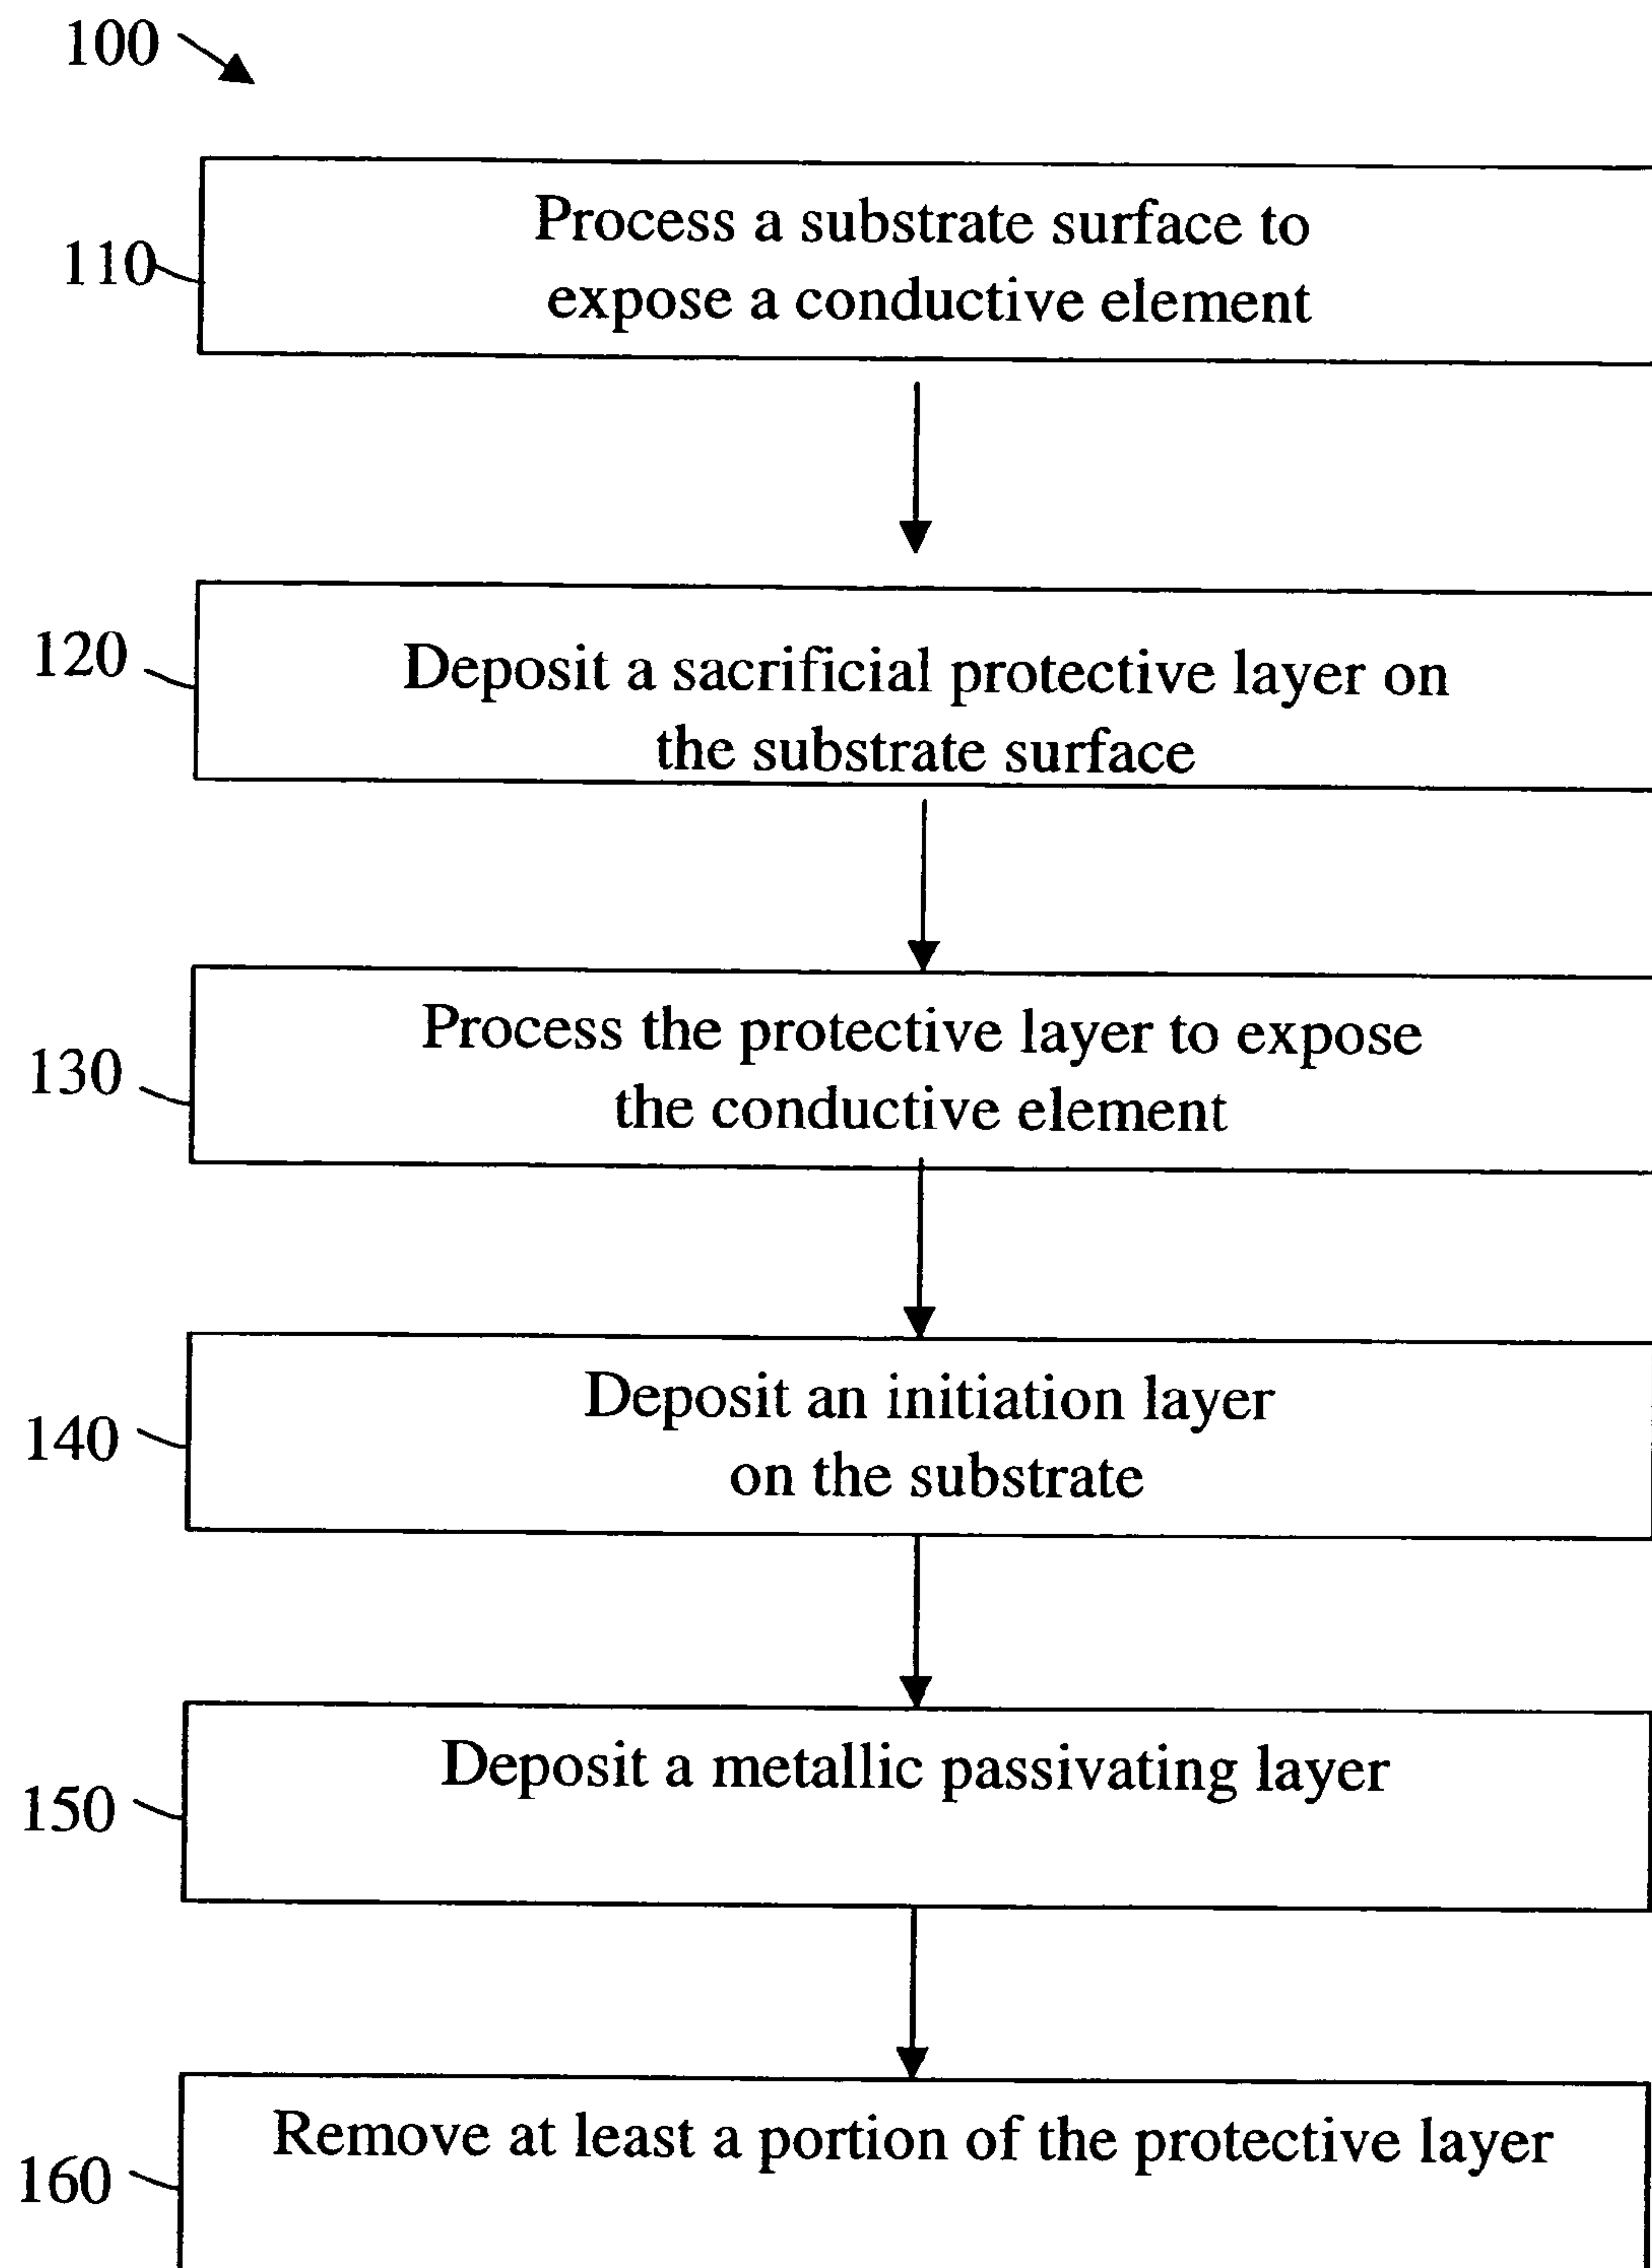 100
110
Process a substrate surface to
expose a conductive element
120
Deposit a sacrificial protective layer on
the substrate surface
130
Process the protective layer to expose
the conductive element
140
Deposit an initiation layer
on the substrate
150
Deposit a metallic passivating layer
160
Remove at least a portion of the protective layer